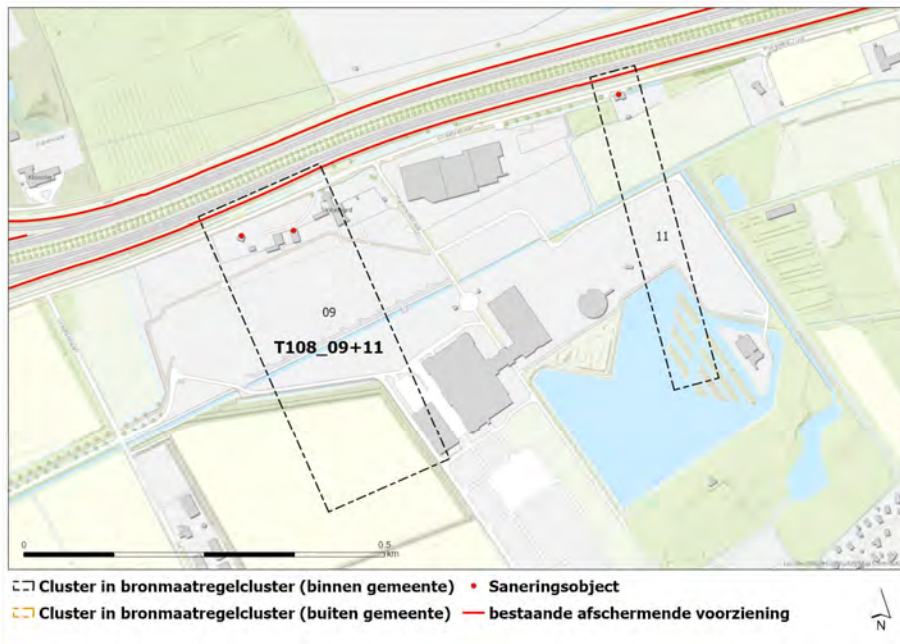 11
09
T108_09+11
0 0.5
km
Cluster in bronmaatregelcluster (binnen gemeente) Saneringsobject
Cluster in bronmaatregelcluster (buiten gemeente) bestaande afschermende voorziening
N